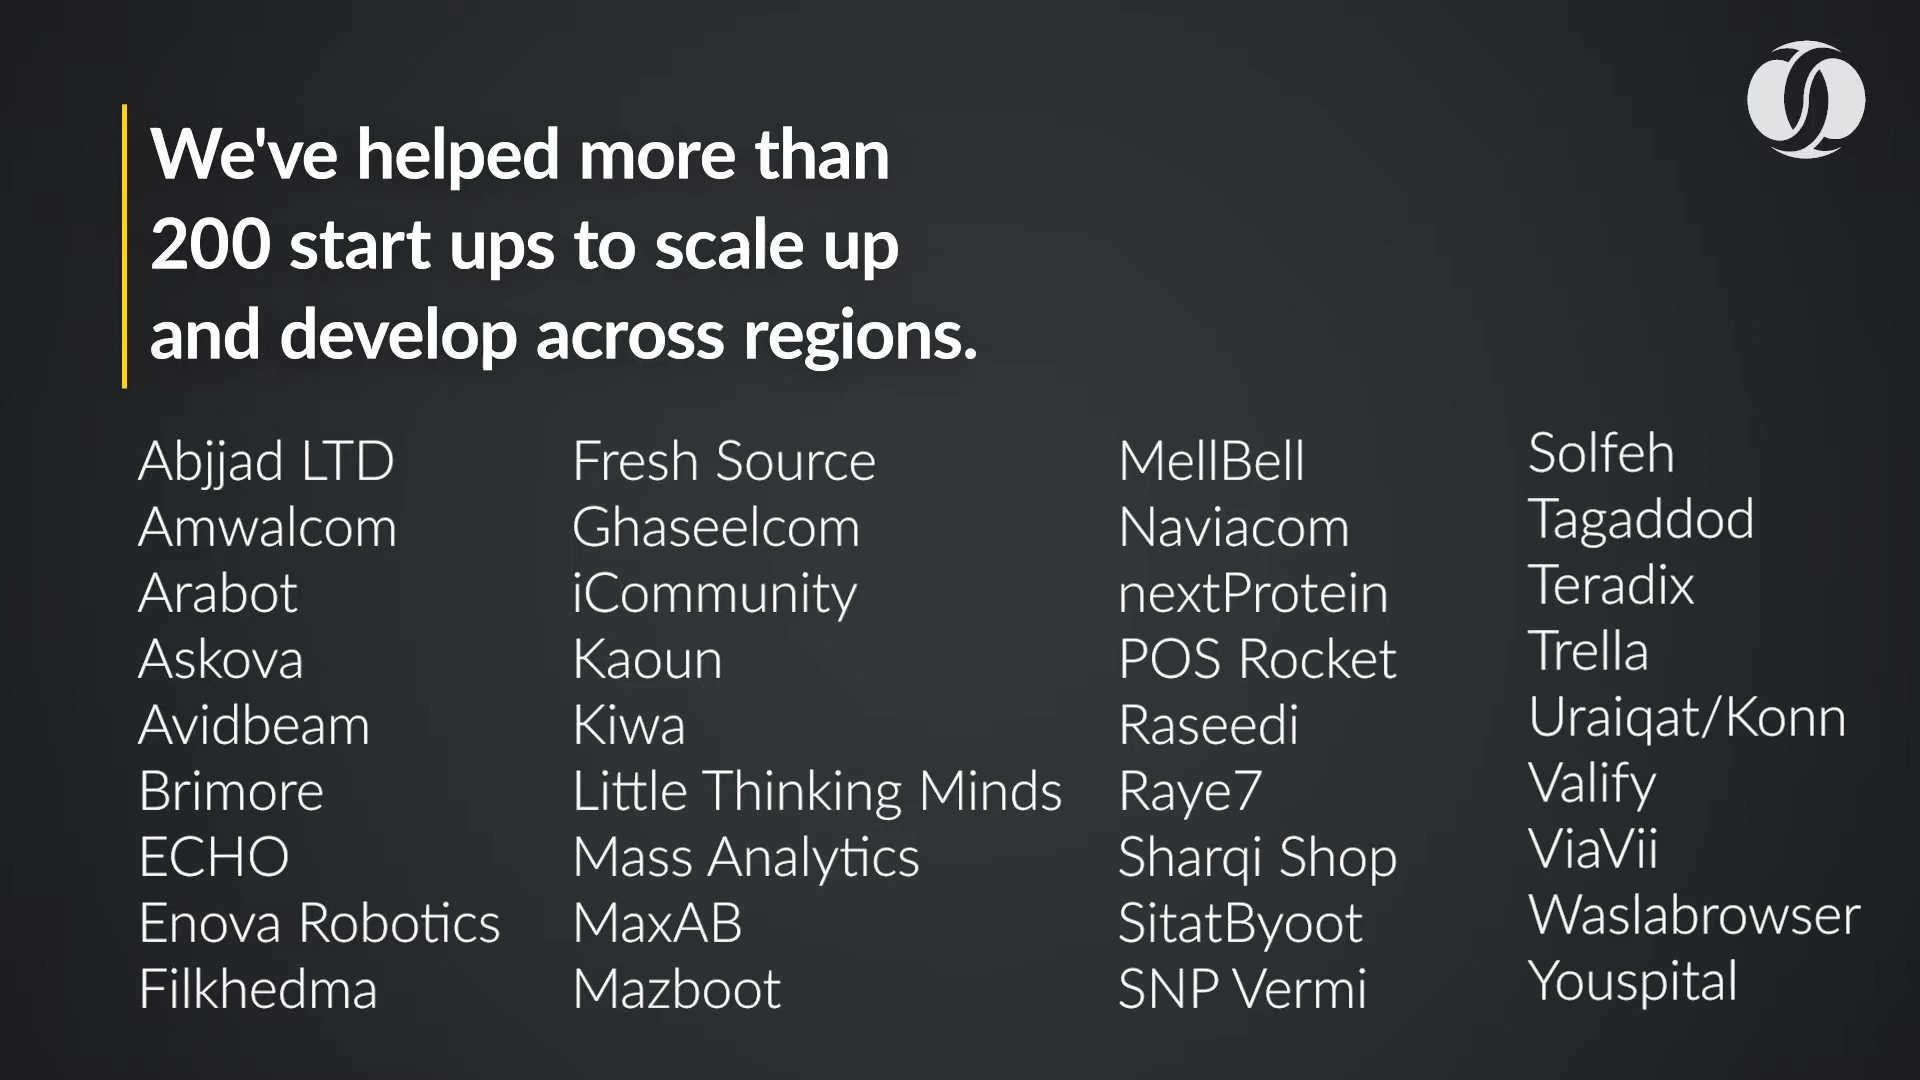 We've helped more than
200 start ups to scale up
and develop across regions.
Abjjad LTD
Amwalcom
Arabot
Askova
Avidbeam
Brimore
ECHO
Enova Robotics
Filkhedma
Fresh Source
Ghaseelcom
iCommunity
Kaoun
Kiwa
Little Thinking Minds
Mass Analytics
MaxAB
Mazboot
MellBell
Naviacom
nextProtein
POS Rocket
Raseedi
Raye7
Sharqi Shop
SitatByoot
SNP Vermi
Solfeh
Tagaddod
Teradix
Trella
Uraiqat/Konn
Valify
ViaVii
Waslabrowser
Youspital